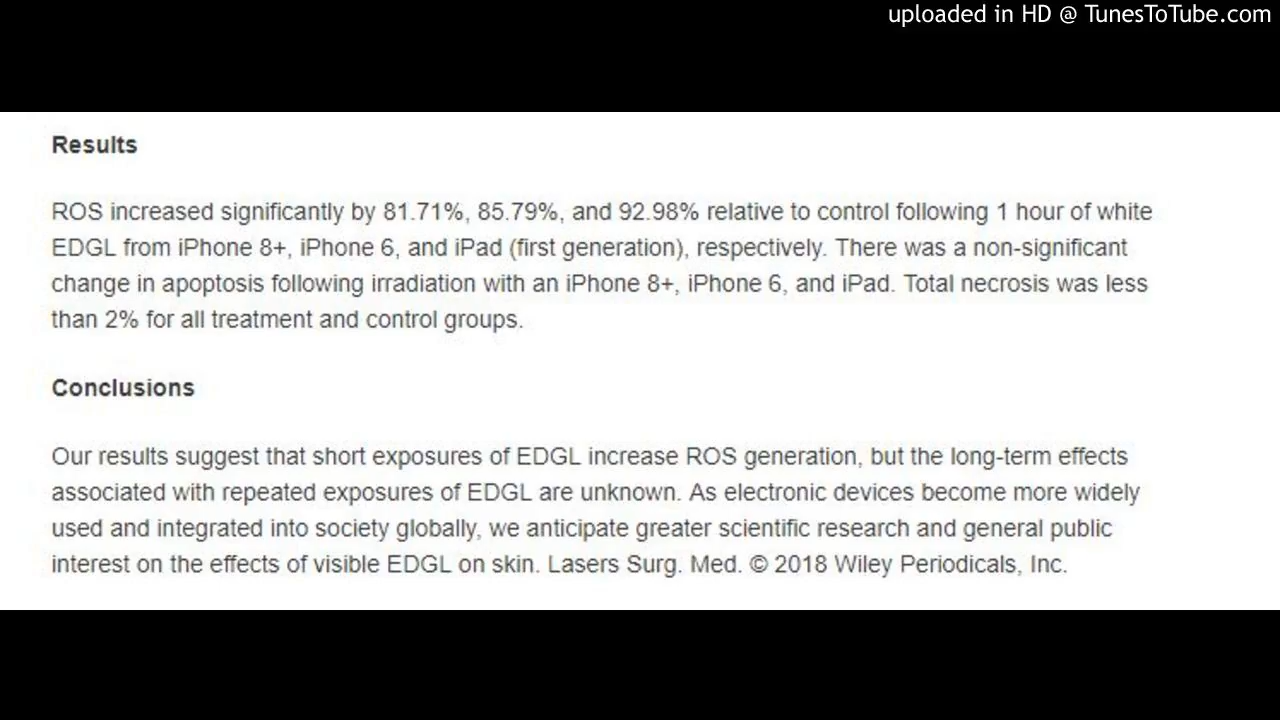 uploaded in HD @ TunesToTube.com
Results
ROS increased significantly by 81.71%, 85.79%, and 92.98% relative to control following 1 hour of white
EDGL from iPhone 8+, iPhone 6, and iPad (first generation), respectively. There was a non-significant
change in apoptosis following irradiation with an iPhone 8+, iPhone 6, and iPad. Total necrosis was less
than 2% for all treatment and control groups.
Conclusions
Our results suggest that short exposures of EDGL increase ROS generation, but the long-term effects
associated with repeated exposures of EDGL are unknown. As electronic devices become more widely
used and integrated into society globally, we anticipate greater scientific research and general public
interest on the effects of visible EDGL on skin. Lasers Surg. Med. © 2018 Wiley Periodicals, Inc.